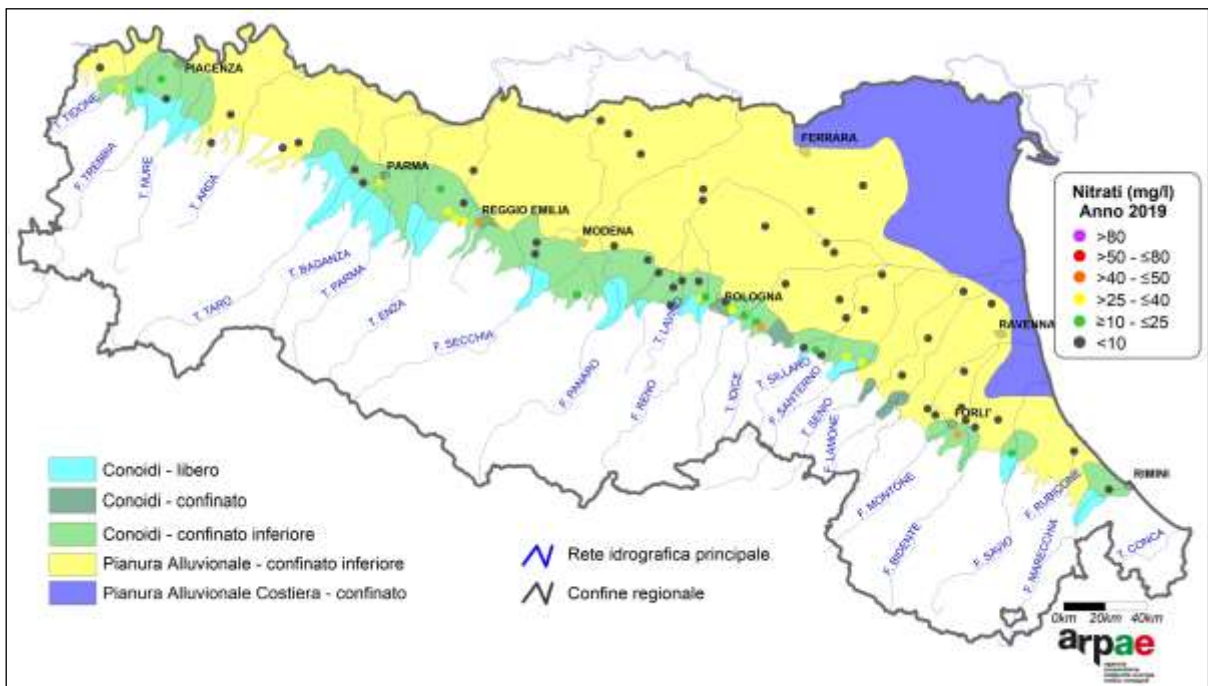 PIACENZA
T. TIDONE
F. TREBBIA
T. NURE
T. ARDA
PARMA
REGGIO EMILIA
MODENA
FERRARA
BOLOGNA
RAVENNA
FORLI'
RIMINI
T. TARO
T. BAGANZA
T. PARMA
T. ENZA
F. SECCHIA
F. PANARO
F. RENO
T. LAVINO
T. IDICE
T. SILLARO
F. SANTERNO
T. SENIO
F. LAMONE
F. MONTONE
F. BIDENTE
F. SAVIO
F. RUBICONE
F. MARECCHIA
T. CONCA
Nitrati (mg/l)
Anno 2019
>80
>50 - ≤80
>40 - ≤50
>25 - ≤40
≥10 - ≤25
<10
Conoidi - libero
Conoidi - confinato
Conoidi - confinato inferiore
Pianura Alluvionale - confinato inferiore
Pianura Alluvionale Costiera - confinato
Rete idrografica principale
Confine regionale
0km 20km 40km
arpae